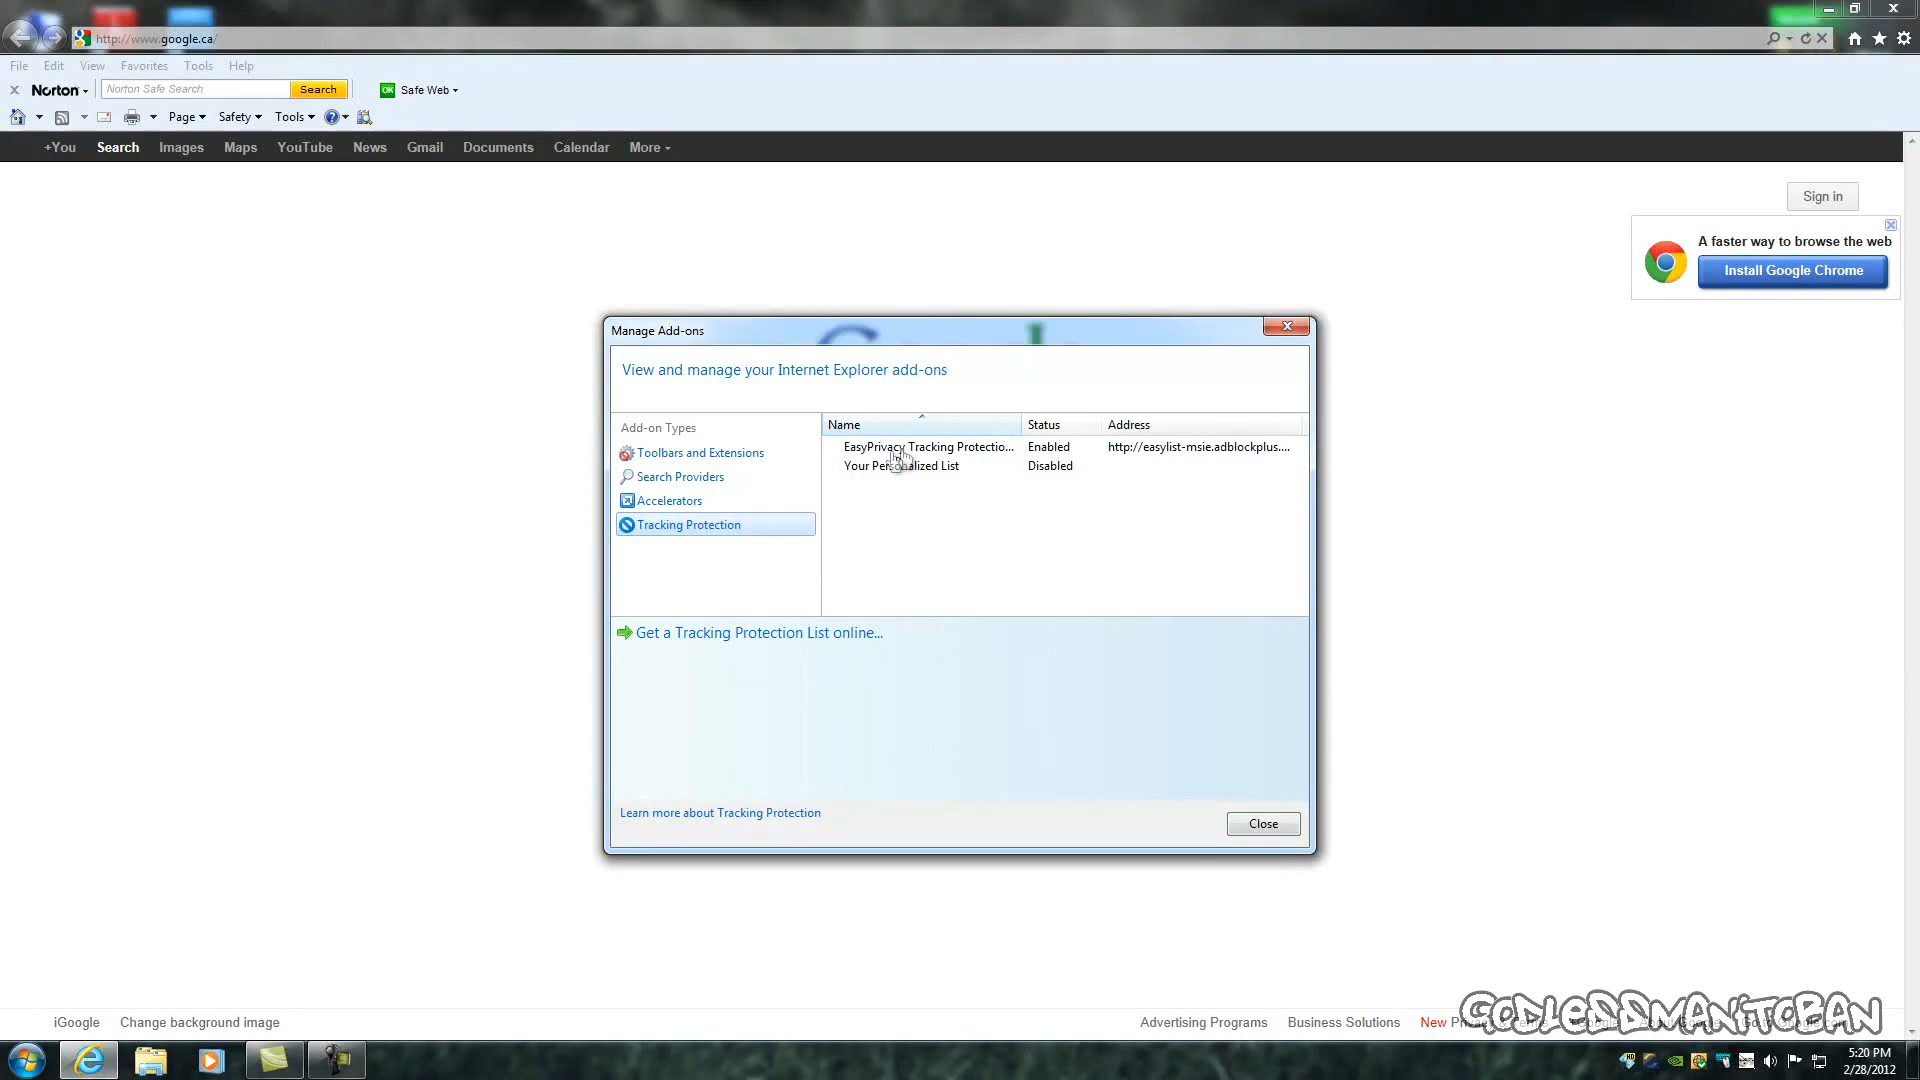 http://www.google.ca/
File Edit View Favorites Tools Help
Norton Norton Safe Search Search OK Safe Web
Page Safety Tools
+You Search Images Maps YouTube News Gmail Documents Calendar More
Sign in
A faster way to browse the web
Install Google Chrome
Manage Add-ons
View and manage your Internet Explorer add-ons
Add-on Types
Toolbars and Extensions
Search Providers
Accelerators
Tracking Protection
Name Status Address
EasyPrivacy Tracking Protectio... Enabled http://easylist-msie.adblockplus....
Your Personalized List Disabled
Get a Tracking Protection List online...
Learn more about Tracking Protection
Close
iGoogle Change background image
Advertising Programs Business Solutions New
GODLESSMANITOBAN
5:20 PM
2/28/2012